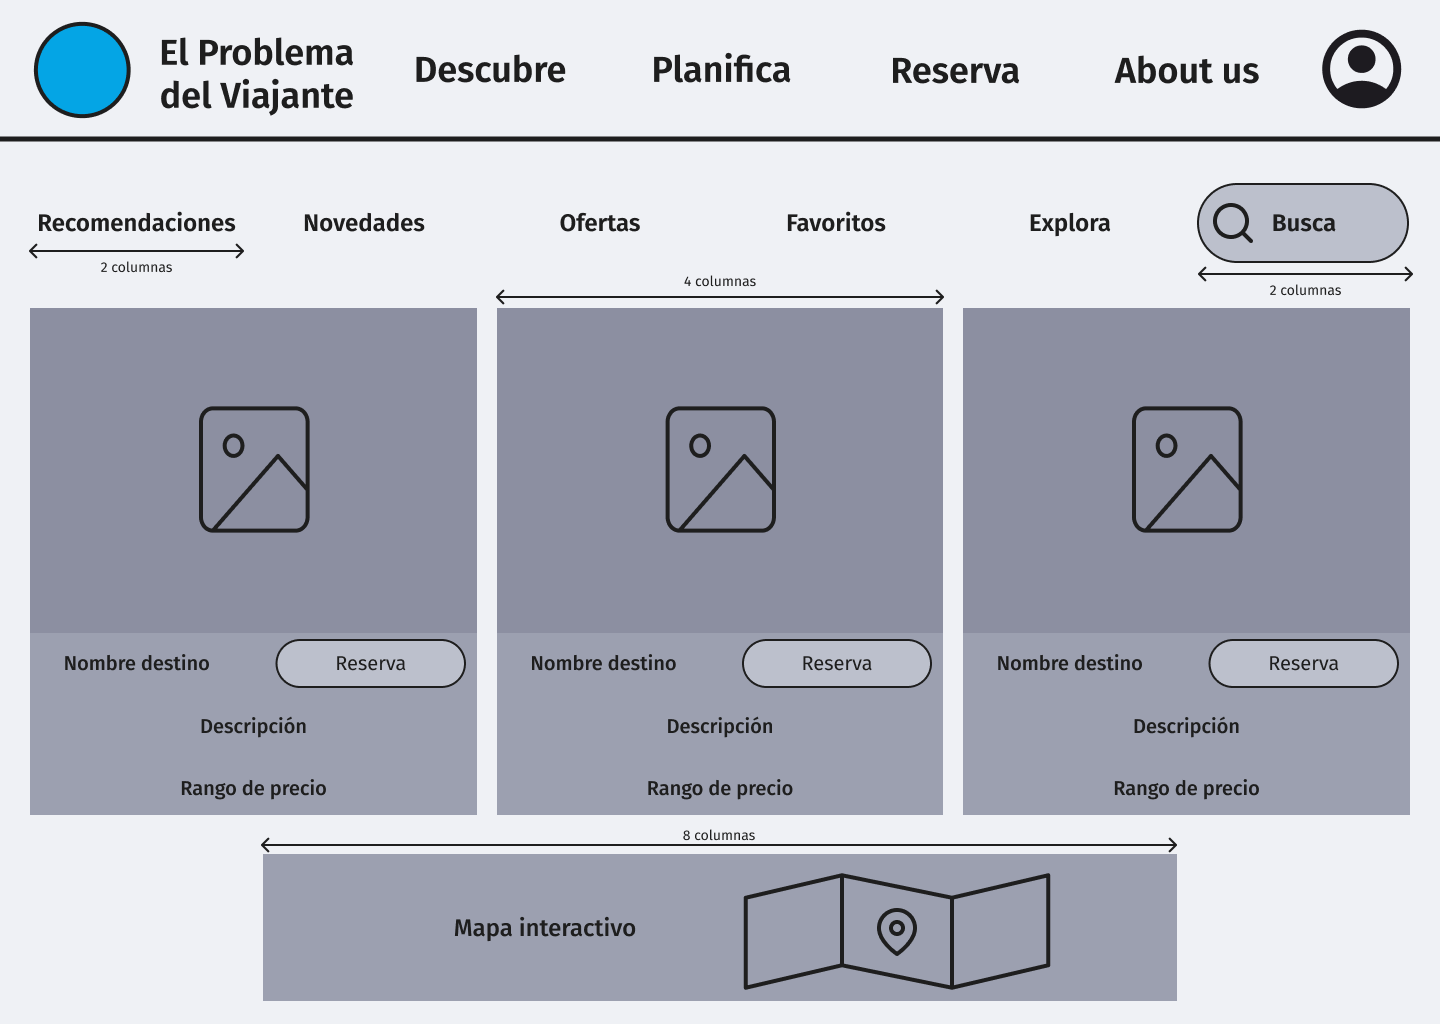 El Problema
del Viajante
Descubre
Planifica
Reserva
About us
Recomendaciones
Novedades
Ofertas
Favoritos
Explora
Busca
2 columnas
4 columnas
2 columnas
Nombre destino
Reserva
Descripción
Rango de precio
Nombre destino
Reserva
Descripción
Rango de precio
Nombre destino
Reserva
Descripción
Rango de precio
8 columnas
Mapa interactivo